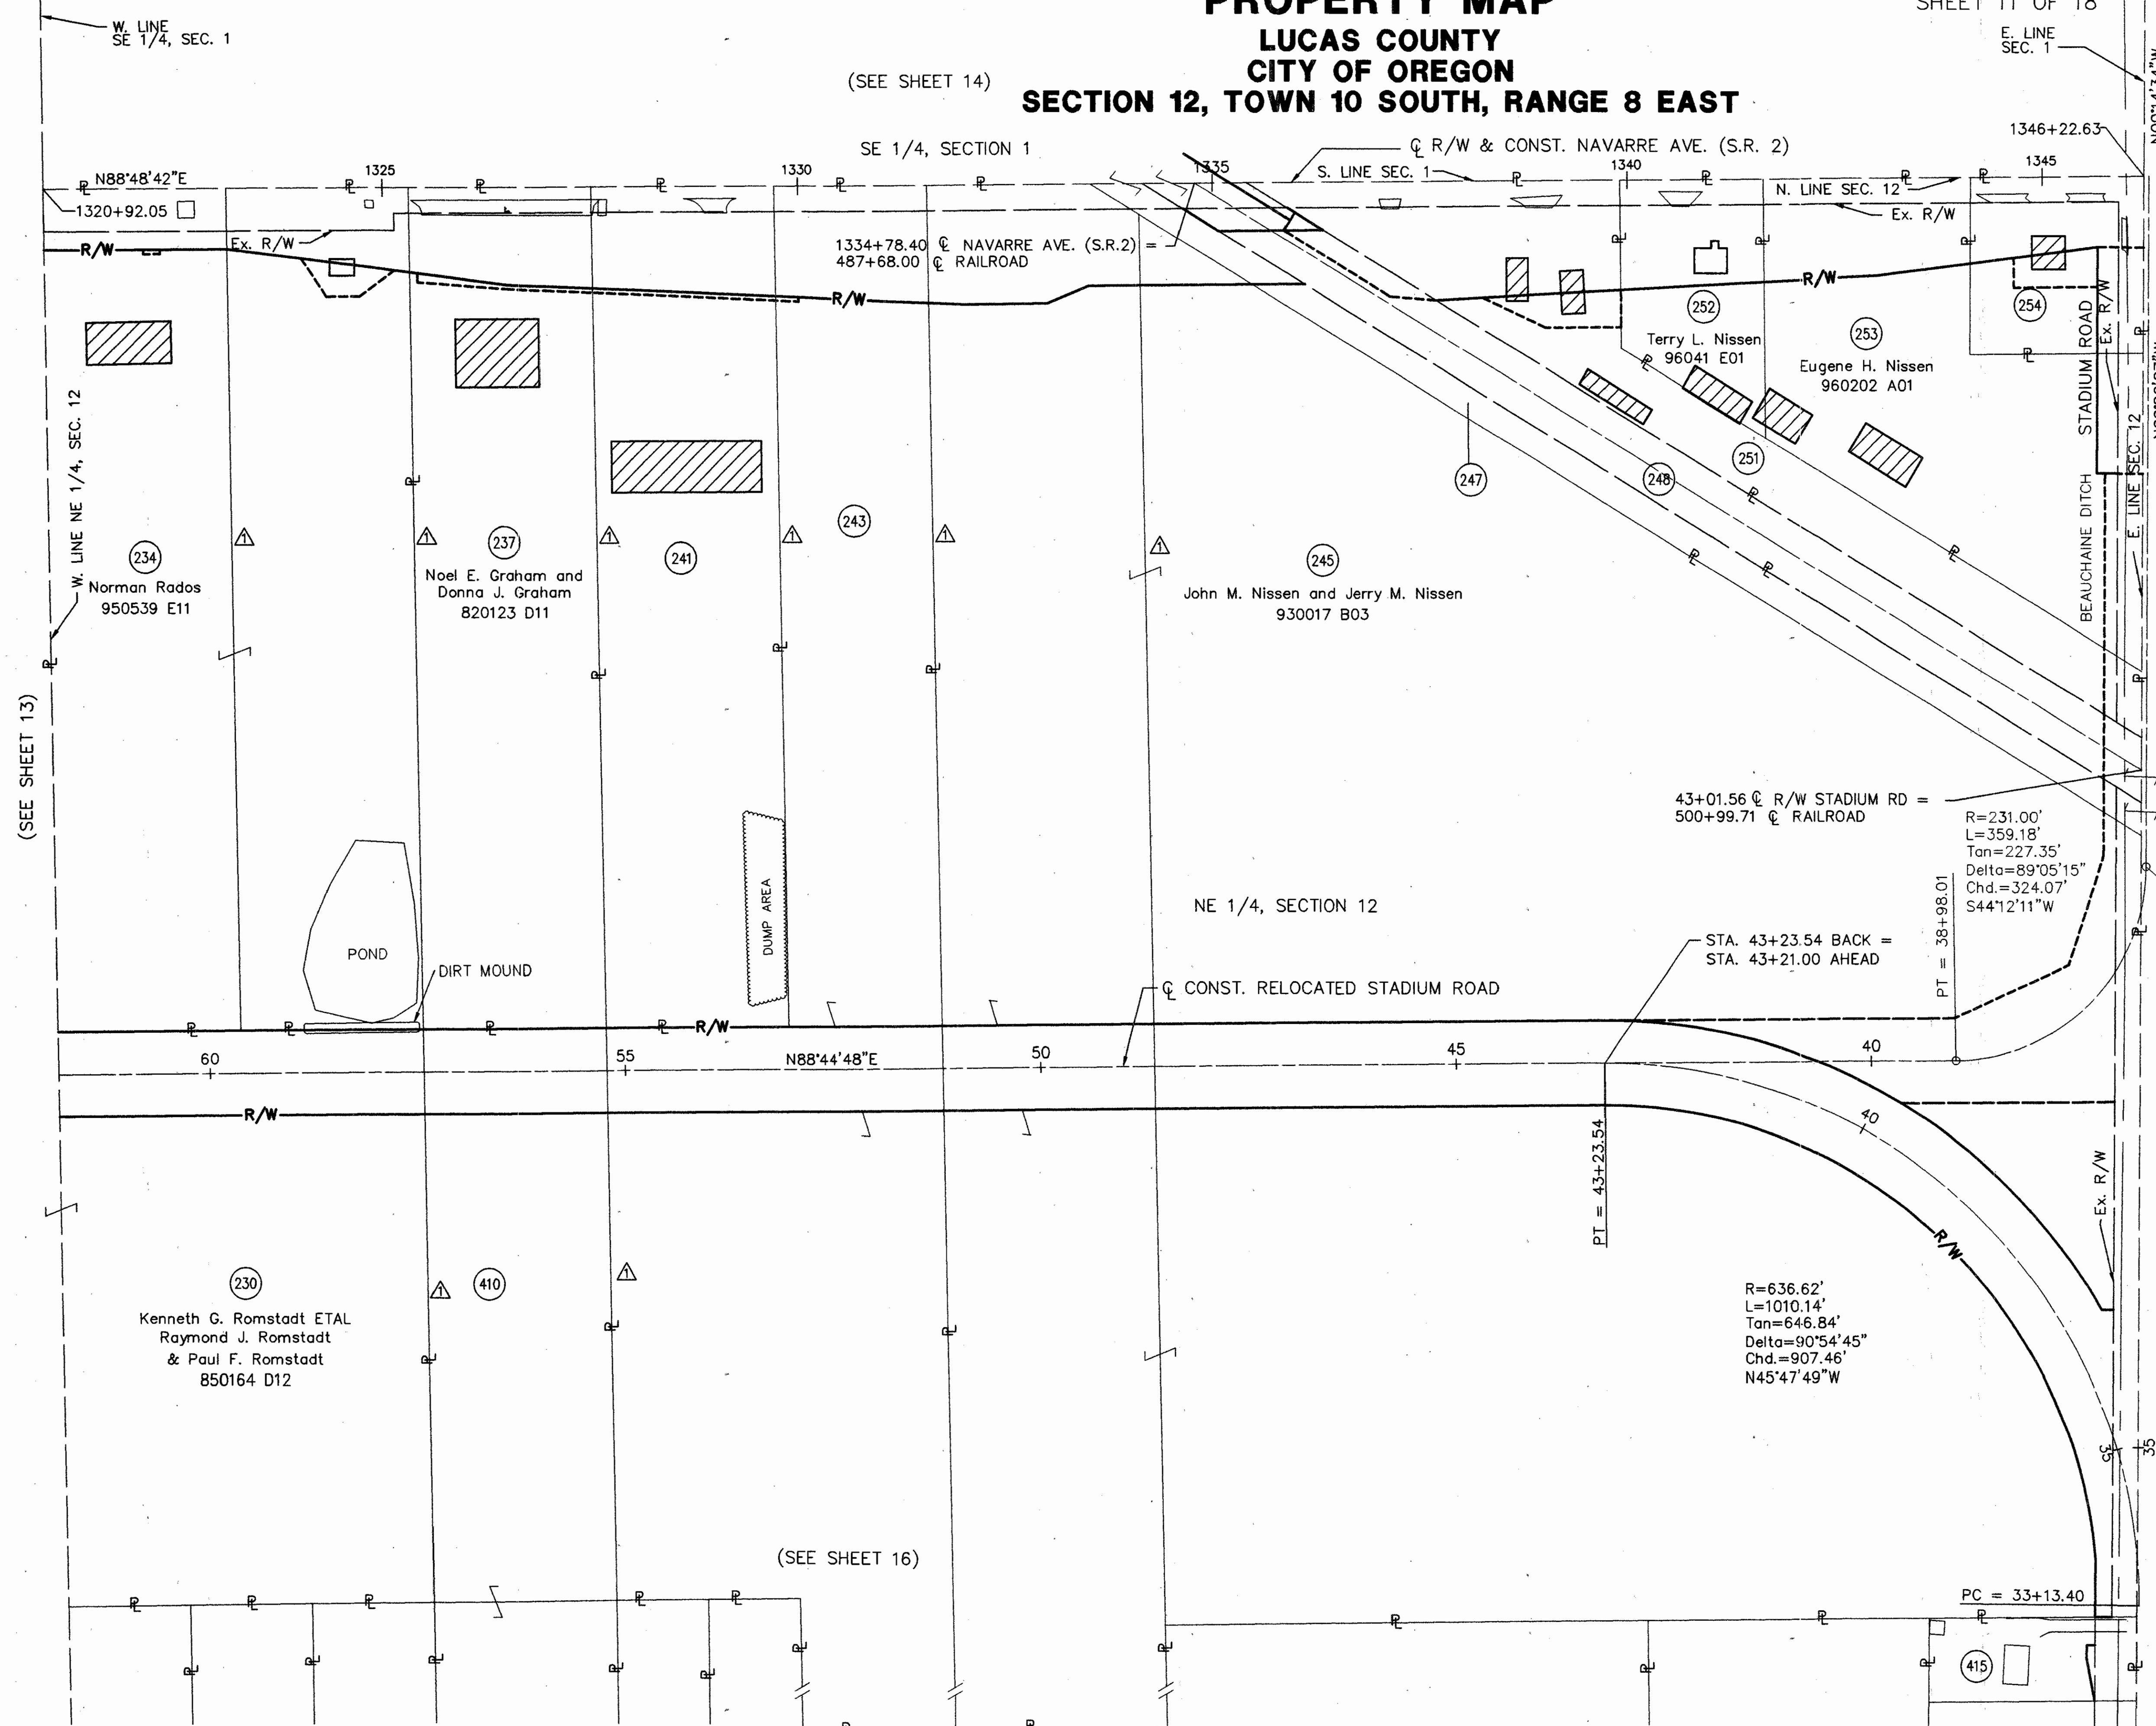 PROPERTY MAP
LUCAS COUNTY
CITY OF OREGON
SECTION 12, TOWN 10 SOUTH, RANGE 8 EAST
SHEET 11 OF 18
W. LINE
SE 1/4, SEC. 1
E. LINE
SEC. 1
(SEE SHEET 14)
SE 1/4, SECTION 1
℄ R/W & CONST. NAVARRE AVE. (S.R. 2)
1346+22.63
N88°48'42"E
1325
1330
1335
S. LINE SEC. 1
1340
N. LINE SEC. 12
1345
1320+92.05
Ex. R/W
Ex. R/W
R/W
1334+78.40 ℄ NAVARRE AVE. (S.R.2) =
487+68.00 ℄ RAILROAD
R/W
R/W
252
Terry L. Nissen
96041 E01
253
Eugene H. Nissen
960202 A01
254
STADIUM ROAD
Ex. R/W
E. LINE SEC. 12
BEAUCHAINE DITCH
W. LINE NE 1/4, SEC. 12
247
248
251
234
Norman Rados
950539 E11
1
1
237
Noel E. Graham and
Donna J. Graham
820123 D11
1
241
1
243
1
1
245
John M. Nissen and Jerry M. Nissen
930017 B03
(SEE SHEET 13)
43+01.56 ℄ R/W STADIUM RD =
500+99.71 ℄ RAILROAD
R=231.00'
L=359.18'
Tan=227.35'
Delta=89°05'15"
Chd.=324.07'
S44°12'11"W
PT = 38+98.01
NE 1/4, SECTION 12
POND
DIRT MOUND
DUMP AREA
STA. 43+23.54 BACK =
STA. 43+21.00 AHEAD
℄ CONST. RELOCATED STADIUM ROAD
R/W
60
55
N88°44'48"E
50
45
40
R/W
40
PT = 43+23.54
Ex. R/W
R/W
230
Kenneth G. Romstadt ETAL
Raymond J. Romstadt
& Paul F. Romstadt
850164 D12
1
410
1
R=636.62'
L=1010.14'
Tan=646.84'
Delta=90°54'45"
Chd.=907.46'
N45°47'49"W
35
35
(SEE SHEET 16)
PC = 33+13.40
415